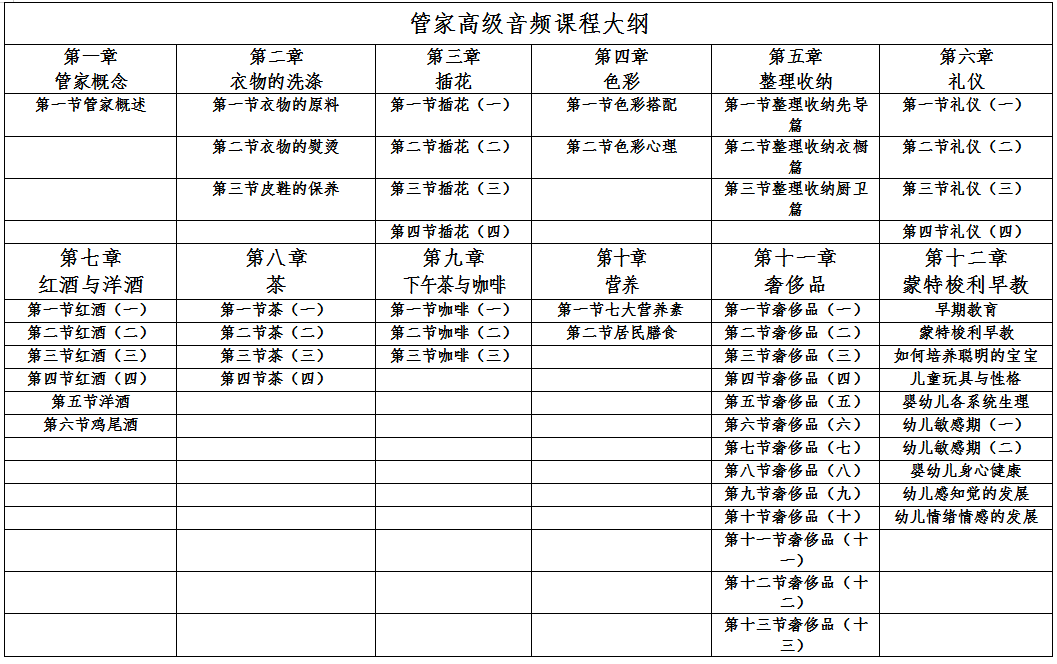 管家高级音频课程大纲
第一章 第二章 第三章 第四章 第五章 第六章
管家概念 衣物的洗涤 插花 色彩 整理收纳 礼仪
第一节管家概述 第一节衣物的原料 第一节插花（一） 第一节色彩搭配 第一节整理收纳先导 第一节礼仪（一）
篇
第二节衣物的熨烫 第二节插花（二） 第二节色彩心理 第二节整理收纳衣橱 第二节礼仪（二）
篇
第三节皮鞋的保养 第三节插花（三） 第三节整理收纳厨卫 第三节礼仪（三）
篇
第四节插花（四） 第四节礼仪（四）
第七章 第八章 第九章 第十章 第十一章 第十二章
红酒与洋酒 茶 下午茶与咖啡 营养 奢侈品 蒙特梭利早教
第一节红酒（一） 第一节茶（一） 第一节咖啡（一） 第一节七大营养素 第一节奢侈品（一） 早期教育
第二节红酒（二） 第二节茶（二） 第二节咖啡（二） 第二节居民膳食 第二节奢侈品（二） 蒙特梭利早教
第三节红酒（三） 第三节茶（三） 第三节咖啡（三） 第三节奢侈品（三） 如何培养聪明的宝宝
第四节红酒（四） 第四节茶（四） 第四节奢侈品（四） 儿童玩具与性格
第五节洋酒 第五节奢侈品（五） 婴幼儿各系统生理
第六节鸡尾酒 第六节奢侈品（六） 幼儿敏感期（一）
第七节奢侈品（七） 幼儿敏感期（二）
第八节奢侈品（八） 婴幼儿身心健康
第九节奢侈品（九） 幼儿感知觉的发展
第十节奢侈品（十） 幼儿情绪情感的发展
第十一节奢侈品（十
一）
第十二节奢侈品（十
二）
第十三节奢侈品（十
三）